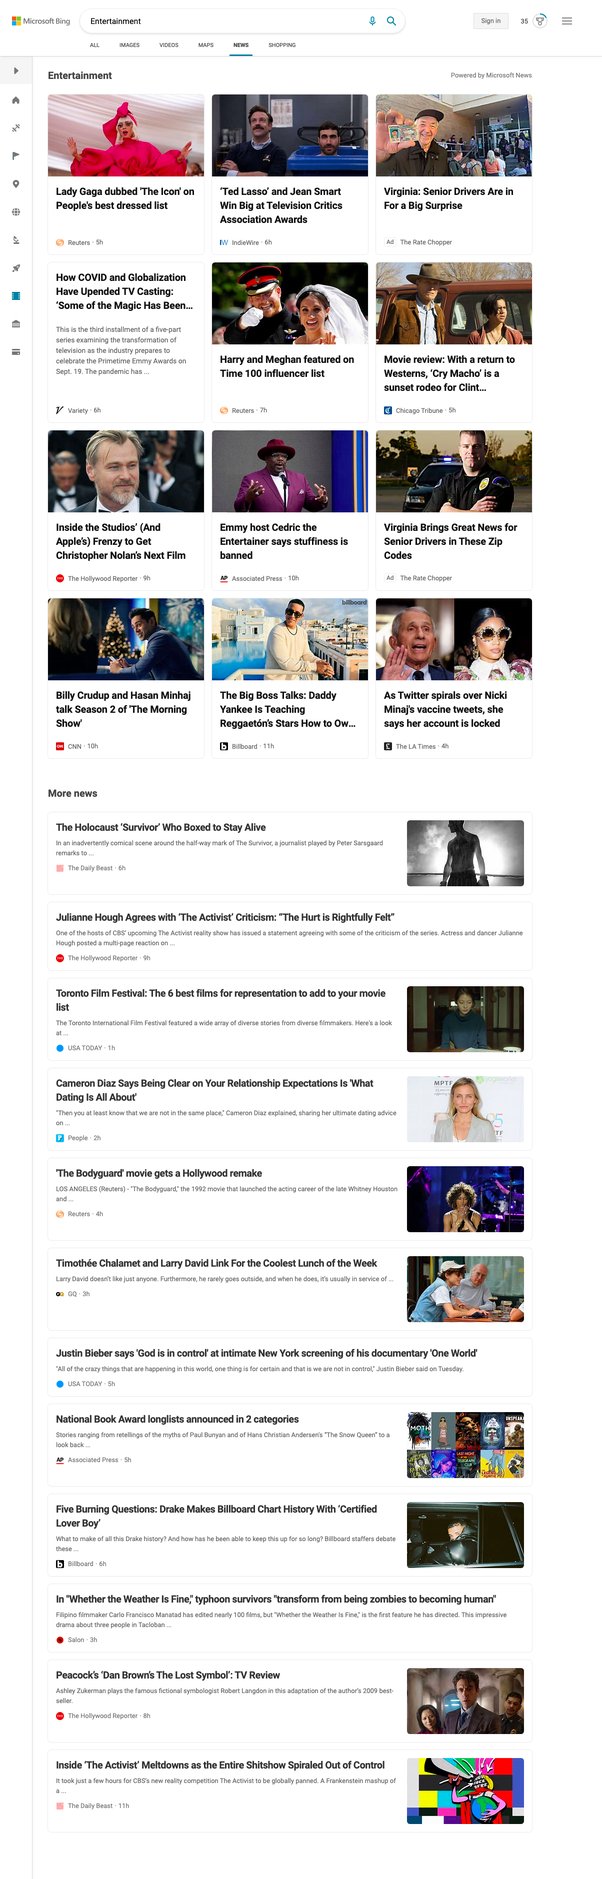 Microsoft Bing
Entertainment
Sign in
35
ALL
IMAGES
VIDEOS
MAPS
NEWS
SHOPPING
Entertainment
Powered by Microsoft News
Lady Gaga dubbed 'The Icon' on
People's best dressed list
Reuters · 5h
‘Ted Lasso’ and Jean Smart
Win Big at Television Critics
Association Awards
IW IndieWire · 6h
Virginia: Senior Drivers Are in
For a Big Surprise
Ad The Rate Chopper
How COVID and Globalization
Have Upended TV Casting:
‘Some of the Magic Has Been...
This is the third installment of a five-part
series examining the transformation of
television as the industry prepares to
celebrate the Primetime Emmy Awards on
Sept. 19. The pandemic has ...
Variety · 6h
Harry and Meghan featured on
Time 100 influencer list
Reuters · 7h
Movie review: With a return to
Westerns, ‘Cry Macho’ is a
sunset rodeo for Clint...
Chicago Tribune · 5h
Inside the Studios’ (And
Apple’s) Frenzy to Get
Christopher Nolan’s Next Film
The Hollywood Reporter · 9h
Emmy host Cedric the
Entertainer says stuffiness is
banned
AP Associated Press · 10h
Virginia Brings Great News for
Senior Drivers in These Zip
Codes
Ad The Rate Chopper
Billy Crudup and Hasan Minhaj
talk Season 2 of 'The Morning
Show'
CNN · 10h
billboard
The Big Boss Talks: Daddy
Yankee Is Teaching
Reggaetón’s Stars How to Ow...
Billboard · 11h
As Twitter spirals over Nicki
Minaj's vaccine tweets, she
says her account is locked
The LA Times · 4h
More news
The Holocaust ‘Survivor’ Who Boxed to Stay Alive
In an inadvertently comical scene around the half-way mark of The Survivor, a journalist played by Peter Sarsgaard
remarks to ...
The Daily Beast · 6h
Julianne Hough Agrees with ‘The Activist’ Criticism: “The Hurt is Rightfully Felt”
One of the hosts of CBS’ upcoming The Activist reality show has issued a statement agreeing with some of the criticism of the series. Actress and dancer Julianne
Hough posted a multi-page reaction on ...
The Hollywood Reporter · 9h
Toronto Film Festival: The 6 best films for representation to add to your movie
list
The Toronto International Film Festival featured a wide array of diverse stories from diverse filmmakers. Here's a look
at ...
USA TODAY · 1h
Cameron Diaz Says Being Clear on Your Relationship Expectations Is 'What
Dating Is All About'
"Then you at least know that we are not in the same place," Cameron Diaz explained, sharing her ultimate dating advice
on ...
People · 2h
MPTF
'The Bodyguard' movie gets a Hollywood remake
LOS ANGELES (Reuters) - "The Bodyguard," the 1992 movie that launched the acting career of the late Whitney Houston
and ...
Reuters · 4h
Timothée Chalamet and Larry David Link For the Coolest Lunch of the Week
Larry David doesn’t like just anyone. Furthermore, he rarely goes outside, and when he does, it’s usually in service of ...
GQ · 3h
Justin Bieber says 'God is in control' at intimate New York screening of his documentary 'One World'
"All of the crazy things that are happening in this world, one thing is for certain and that is we are not in control," Justin Bieber said on Tuesday.
USA TODAY · 5h
National Book Award longlists announced in 2 categories
Stories ranging from retellings of the myths of Paul Bunyan and of Hans Christian Andersen's "The Snow Queen" to a
look back ...
AP Associated Press · 5h
Five Burning Questions: Drake Makes Billboard Chart History With ‘Certified
Lover Boy’
What to make of all this Drake history? And how has he been able to keep this up for so long? Billboard staffers debate
these ...
Billboard · 6h
In "Whether the Weather Is Fine," typhoon survivors "transform from being zombies to becoming human"
Filipino filmmaker Carlo Francisco Manatad has edited nearly 100 films, but "Whether the Weather Is Fine," is the first feature he has directed. This impressive
drama about three people in Tacloban ...
Salon · 3h
Peacock’s ‘Dan Brown’s The Lost Symbol’: TV Review
Ashley Zukerman plays the famous fictional symbologist Robert Langdon in this adaptation of the author’s 2009 best-
seller.
The Hollywood Reporter · 8h
Inside ‘The Activist’ Meltdowns as the Entire Shitshow Spiraled Out of Control
It took just a few hours for CBS’s new reality competition The Activist to be globally panned. A Frankenstein mashup of
a ...
The Daily Beast · 11h